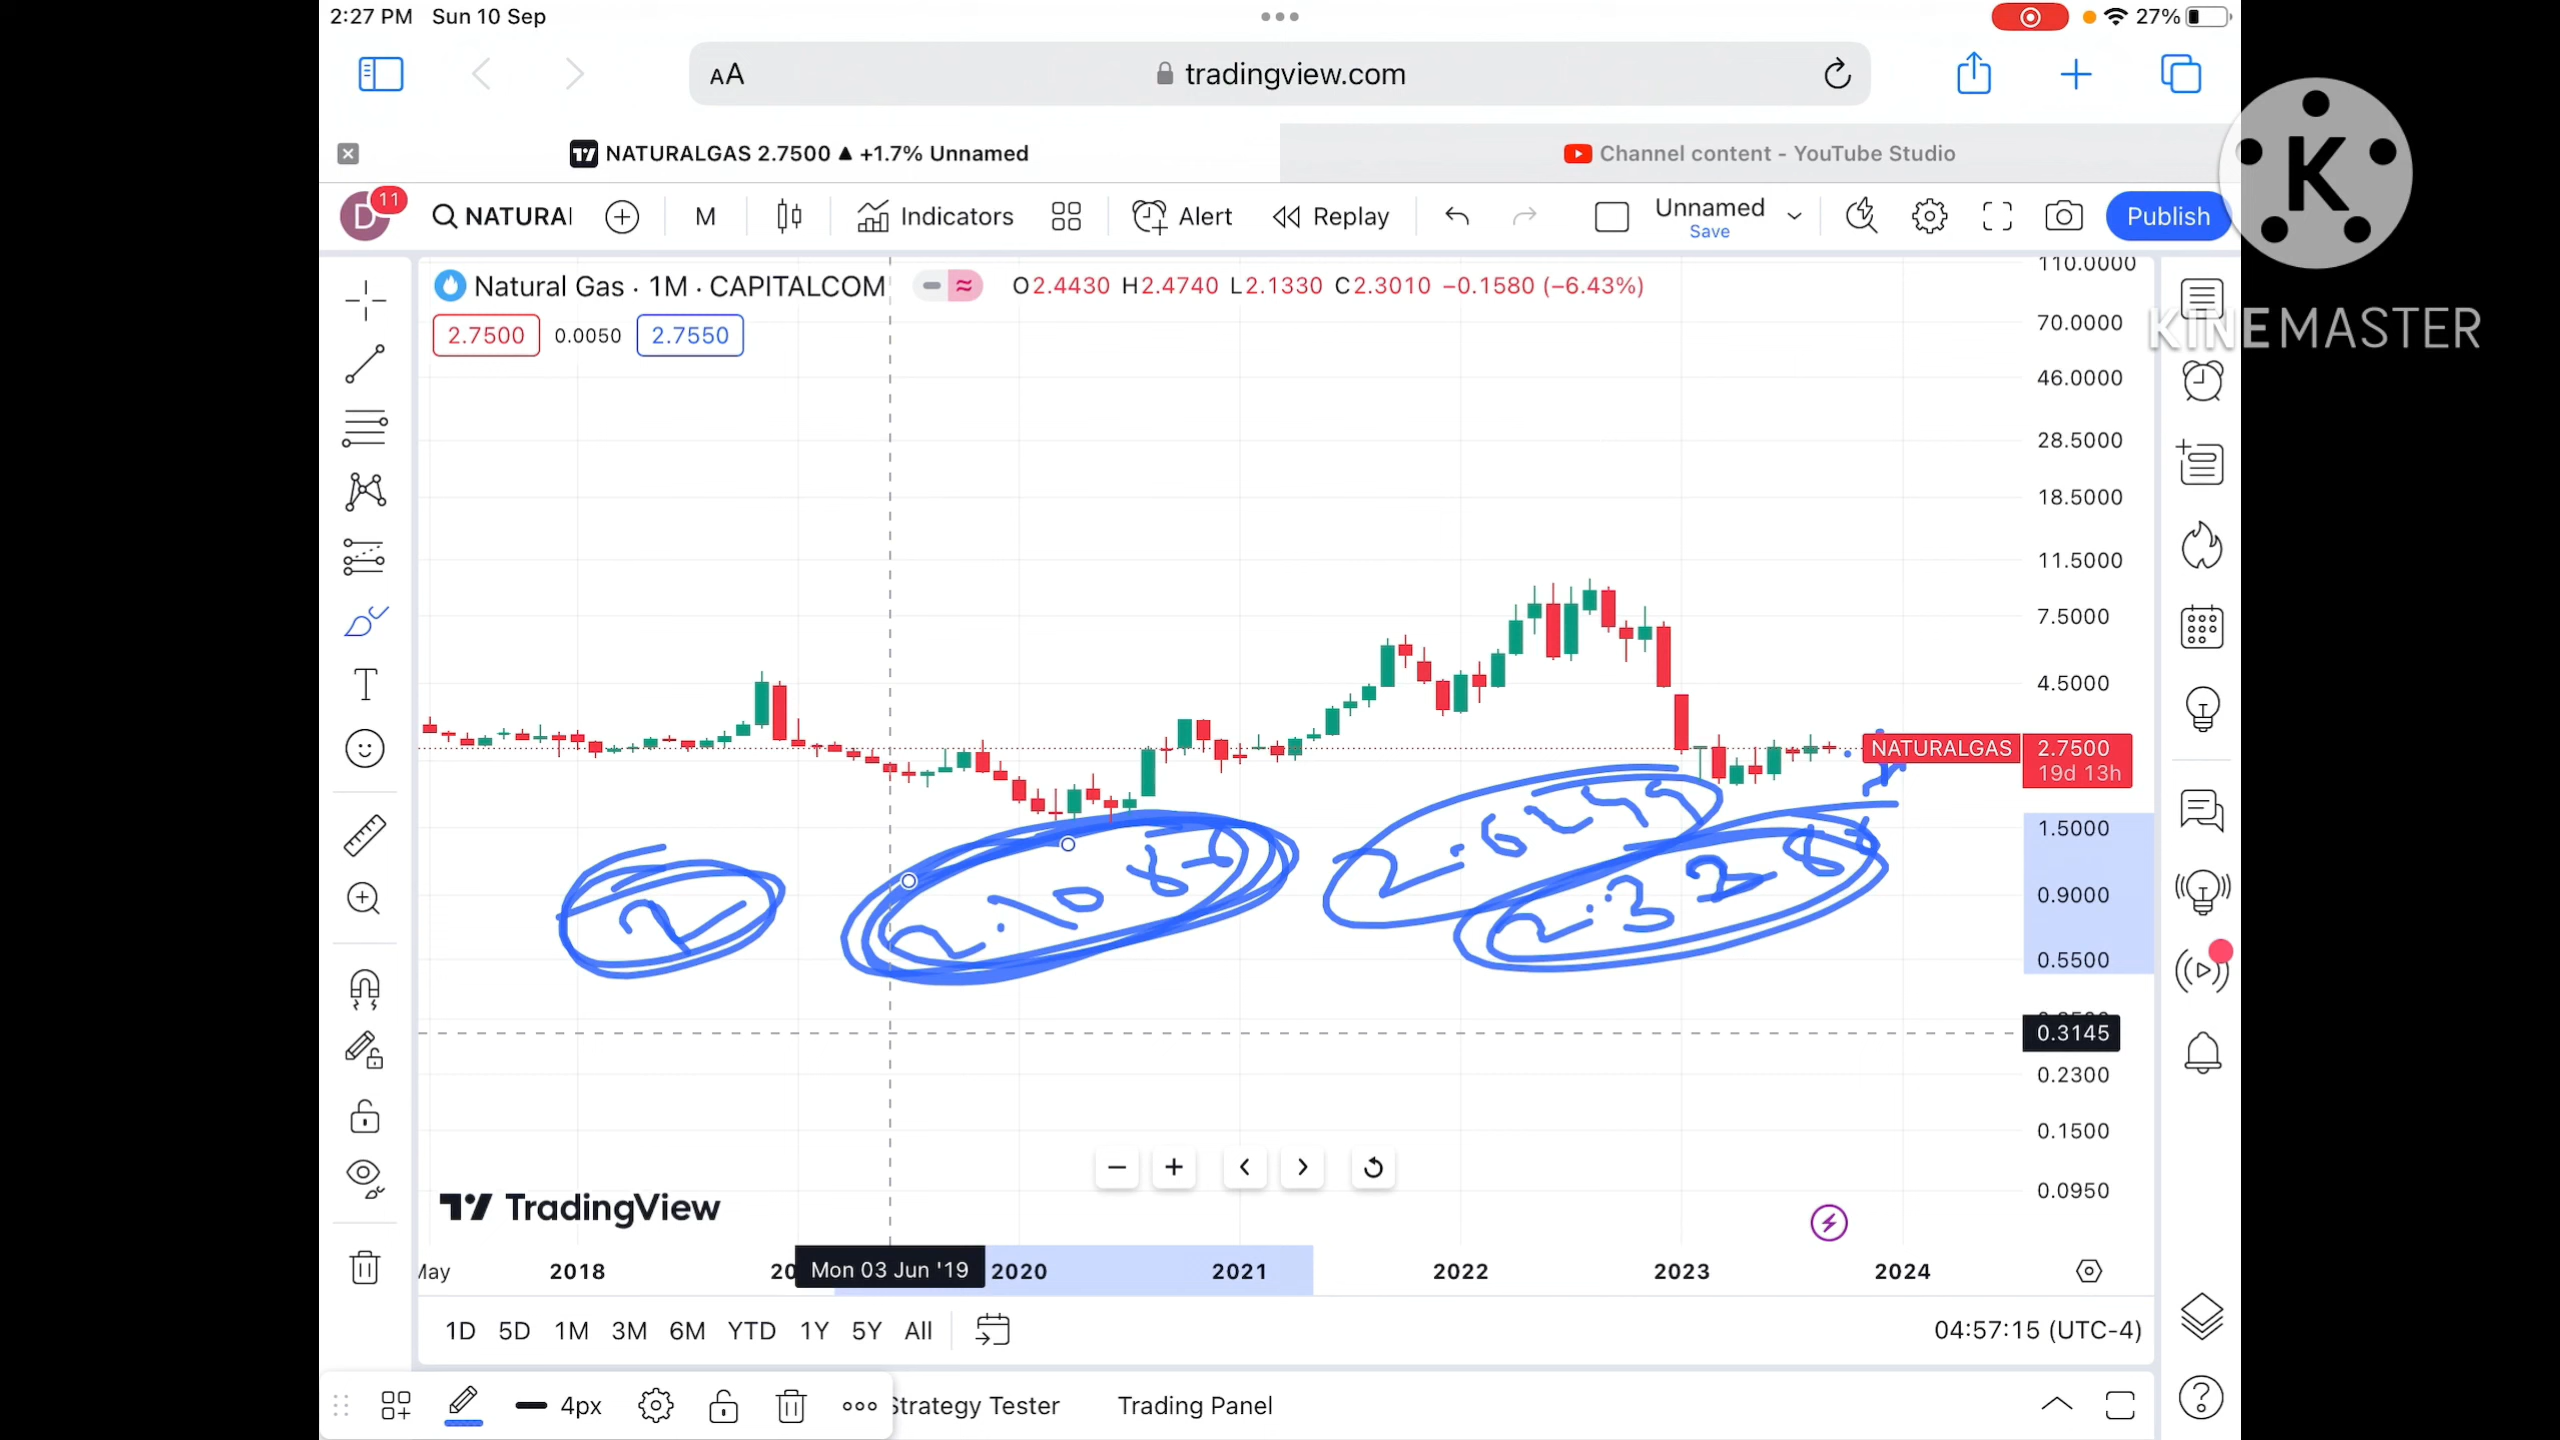 2:27 PM Sun 10 Sep
27%
AA
tradingview.com
NATURALGAS 2.7500 ▲ +1.7% Unnamed
Channel content - YouTube Studio
K
KINEMASTER
D
11
NATURA
M
Indicators
Alert
Replay
Unnamed
Save
Publish
Natural Gas · 1M · CAPITALCOM
O2.4430 H2.4740 L2.1330 C2.3010 −0.1580 (−6.43%)
2.7500
0.0050
2.7550
110.0000
70.0000
46.0000
28.5000
18.5000
11.5000
7.5000
4.5000
NATURALGAS
2.7500
19d 13h
1.5000
0.9000
0.5500
0.3145
0.2300
0.1500
0.0950
2
TradingView
May
2018
20
Mon 03 Jun '19
2020
2021
2022
2023
2024
1D 5D 1M 3M 6M YTD 1Y 5Y All
04:57:15 (UTC-4)
4px
Strategy Tester
Trading Panel